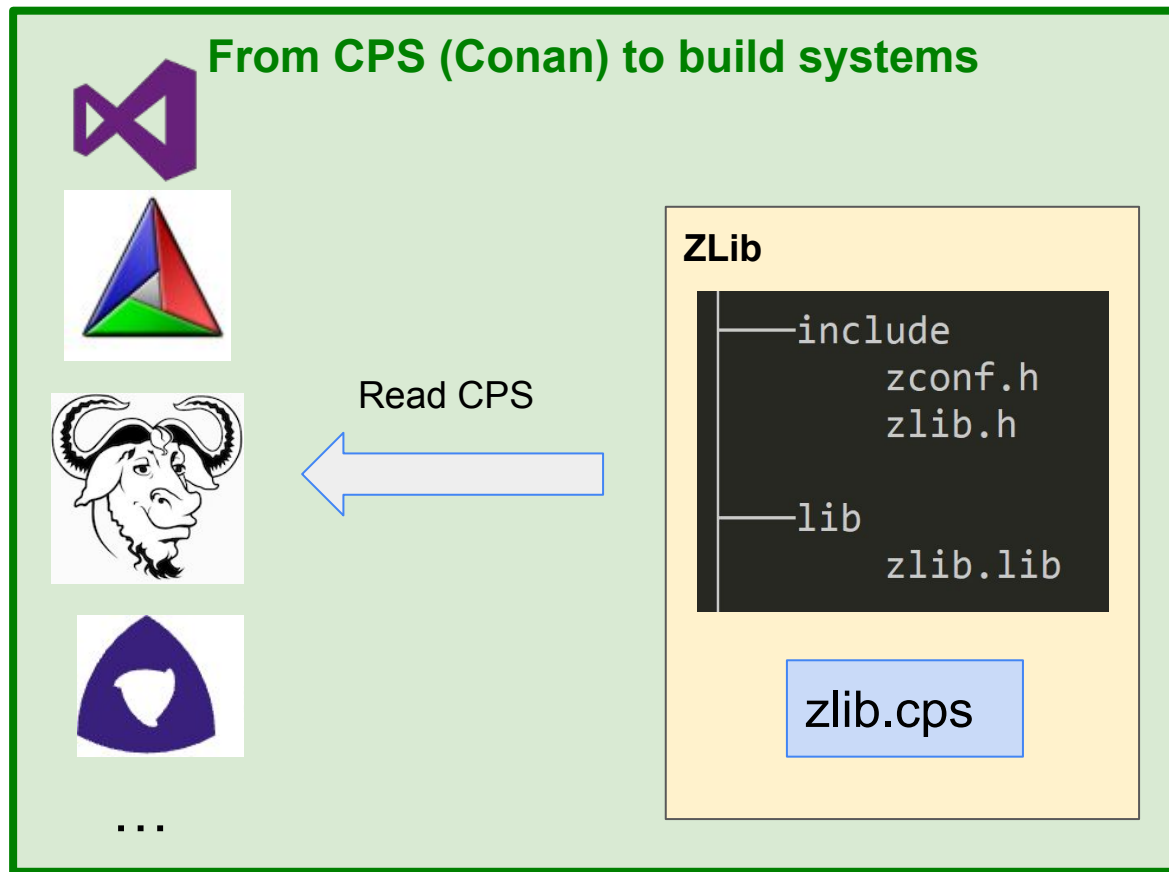 From CPS (Conan) to build systems
Read CPS
ZLib
include
zconf.h
zlib.h
lib
zlib.lib
zlib.cps
...